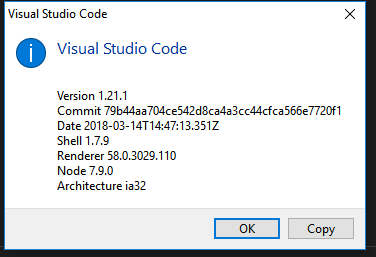 Visual Studio Code
Visual Studio Code
Version 1.21.1
Commit 79b44aa704ce542d8ca4a3cc44cfca566e7720f1
Date 2018-03-14T14:47:13.351Z
Shell 1.7.9
Renderer 58.0.3029.110
Node 7.9.0
Architecture ia32
OK
Copy